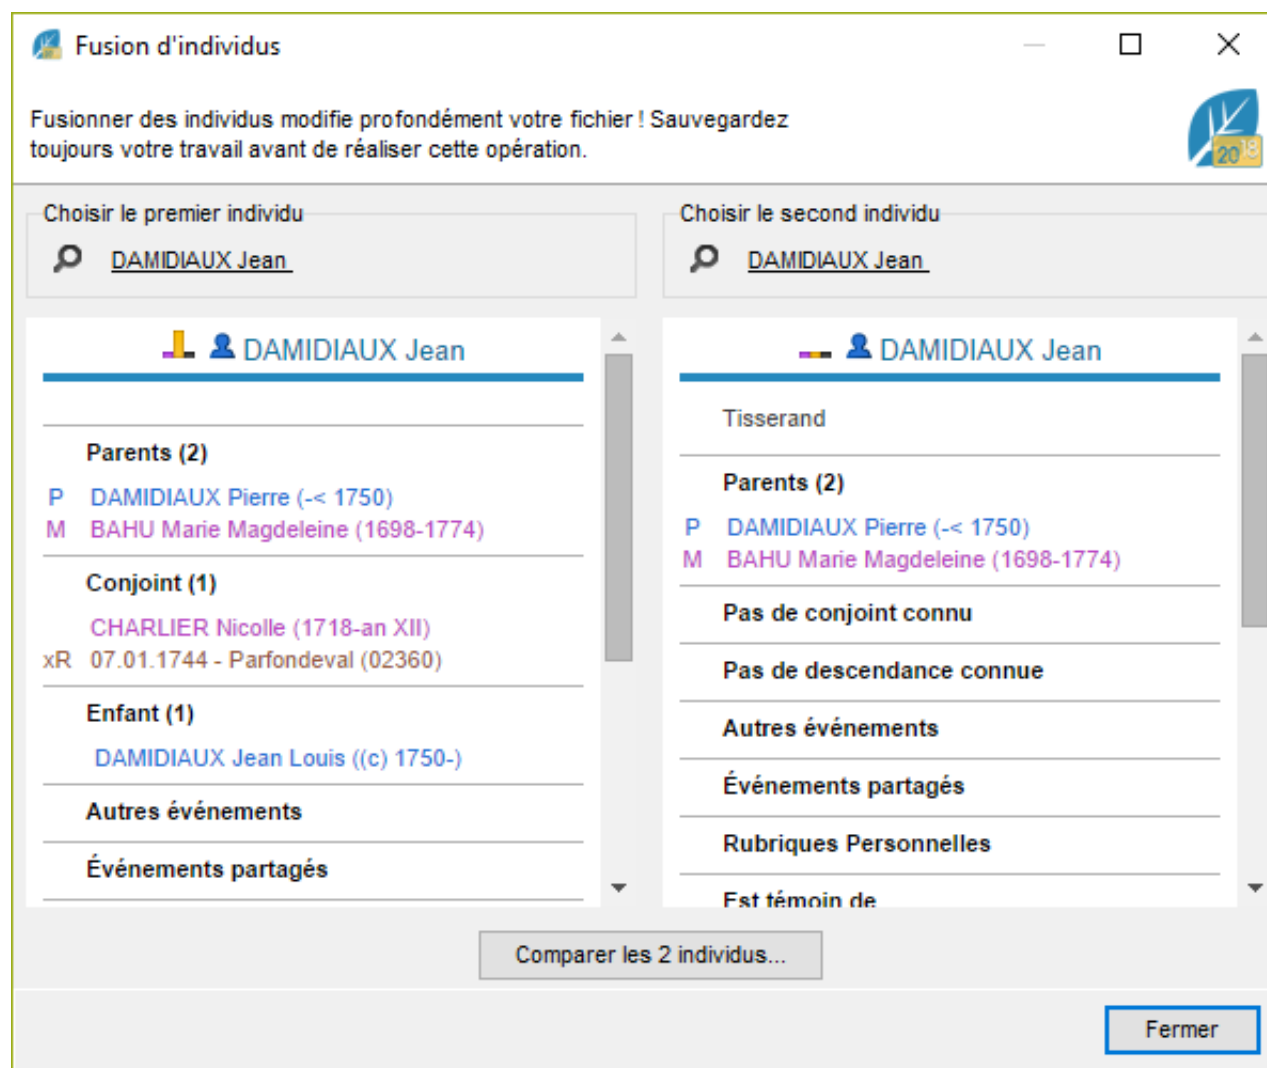 Fusion d'individus
Fusionner des individus modifie profondément votre fichier ! Sauvegardez
toujours votre travail avant de réaliser cette opération.
2018
Choisir le premier individu
DAMIDIAUX Jean
DAMIDIAUX Jean
Parents (2)
P DAMIDIAUX Pierre (-< 1750)
M BAHU Marie Magdeleine (1698-1774)
Conjoint (1)
CHARLIER Nicolle (1718-an XII)
xR 07.01.1744 - Parfondeval (02360)
Enfant (1)
DAMIDIAUX Jean Louis ((c) 1750-)
Autres événements
Événements partagés
Choisir le second individu
DAMIDIAUX Jean
DAMIDIAUX Jean
Tisserand
Parents (2)
P DAMIDIAUX Pierre (-< 1750)
M BAHU Marie Magdeleine (1698-1774)
Pas de conjoint connu
Pas de descendance connue
Autres événements
Événements partagés
Rubriques Personnelles
Est témoin de
Comparer les 2 individus...
Fermer